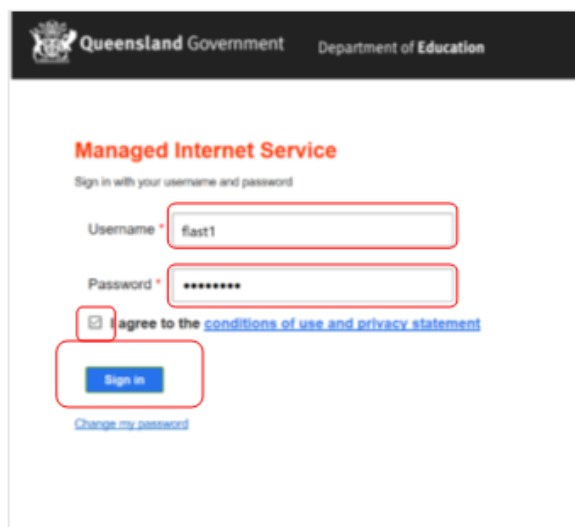 Queensland Government Department of Education
Managed Internet Service
Sign in with your username and password
Username * flast1
Password * ••••••••
I agree to the conditions of use and privacy statement
Sign in
Change my password